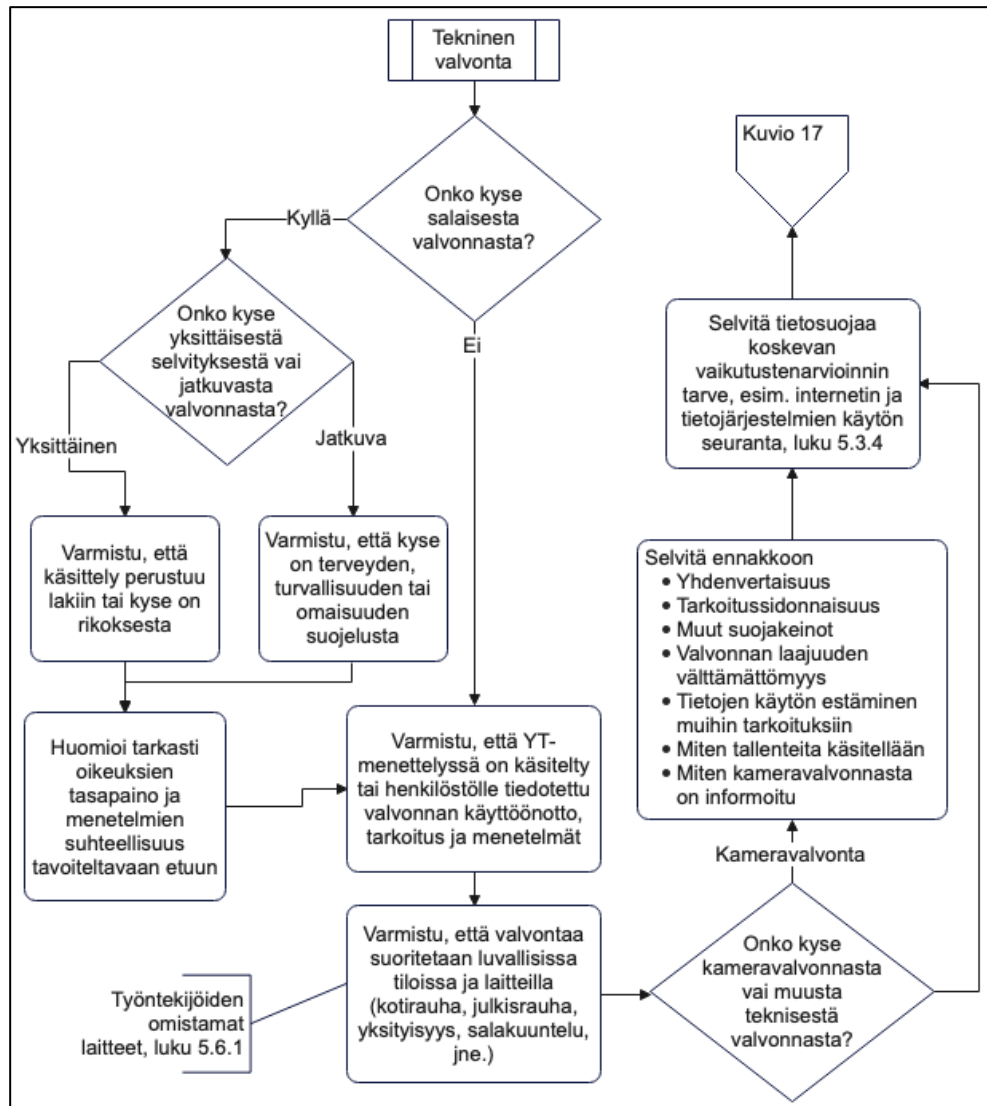 Tekninen
valvonta
Onko kyse
salaisesta
valvonnasta?
Kyllä
Ei
Onko kyse
yksittäisestä
selvityksestä vai
jatkuvasta
valvonnasta?
Yksittäinen
Jatkuva
Varmistu, että
käsittely perustuu
lakiin tai kyse on
rikoksesta
Varmistu, että kyse
on terveyden,
turvallisuuden tai
omaisuuden
suojelusta
Huomioi tarkasti
oikeuksien
tasapaino ja
menetelmien
suhteellisuus
tavoiteltavaan etuun
Varmistu, että YT-
menettelyssä on käsitelty
tai henkilöstölle tiedotettu
valvonnan käyttöönotto,
tarkoitus ja menetelmät
Varmistu, että valvontaa
suoritetaan luvallisissa
tiloissa ja laitteilla
(kotirauha, julkisrauha,
yksityisyys, salakuuntelu,
jne.)
Työntekijöiden
omistamat
laitteet, luku 5.6.1
Onko kyse
kameravalvonnasta
vai muusta
teknisestä
valvonnasta?
Kameravalvonta
Selvitä ennakkoon
• Yhdenvertaisuus
• Tarkoitussidonnaisuus
• Muut suojakeinot
• Valvonnan laajuuden
välttämättömyys
• Tietojen käytön estäminen
muihin tarkoituksiin
• Miten tallenteita käsitellään
• Miten kameravalvonnasta
on informoitu
Selvitä tietosuojaa
koskevan
vaikutustenarvioinnin
tarve, esim. internetin ja
tietojärjestelmien käytön
seuranta, luku 5.3.4
Kuvio 17